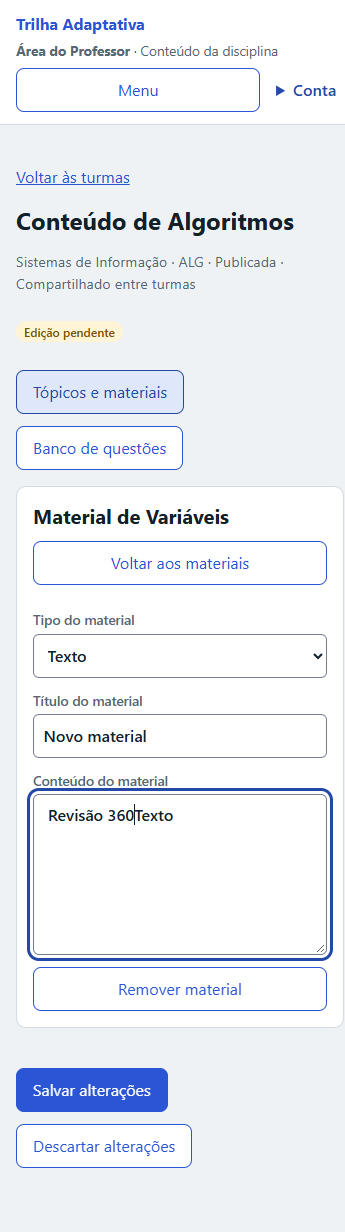 Trilha Adaptativa
Área do Professor · Conteúdo da disciplina
Menu
Conta
Voltar às turmas
Conteúdo de Algoritmos
Sistemas de Informação · ALG · Publicada ·
Compartilhado entre turmas
Edição pendente
Tópicos e materiais
Banco de questões
Material de Variáveis
Voltar aos materiais
Tipo do material
Texto
Título do material
Novo material
Conteúdo do material
Revisão 360Texto
Remover material
Salvar alterações
Descartar alterações